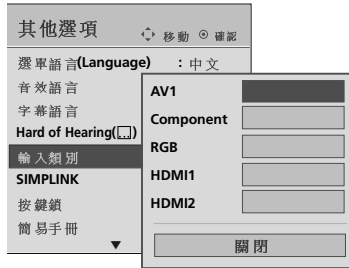 其他選項
移動 ⊙ 確認
選單語言(Language) : 中文
音效語言
字幕語言
Hard of Hearing(...)
輸入類別
SIMPLINK
按鍵鎖
簡易手冊
▼
AV1
Component
RGB
HDMI1
HDMI2
關閉